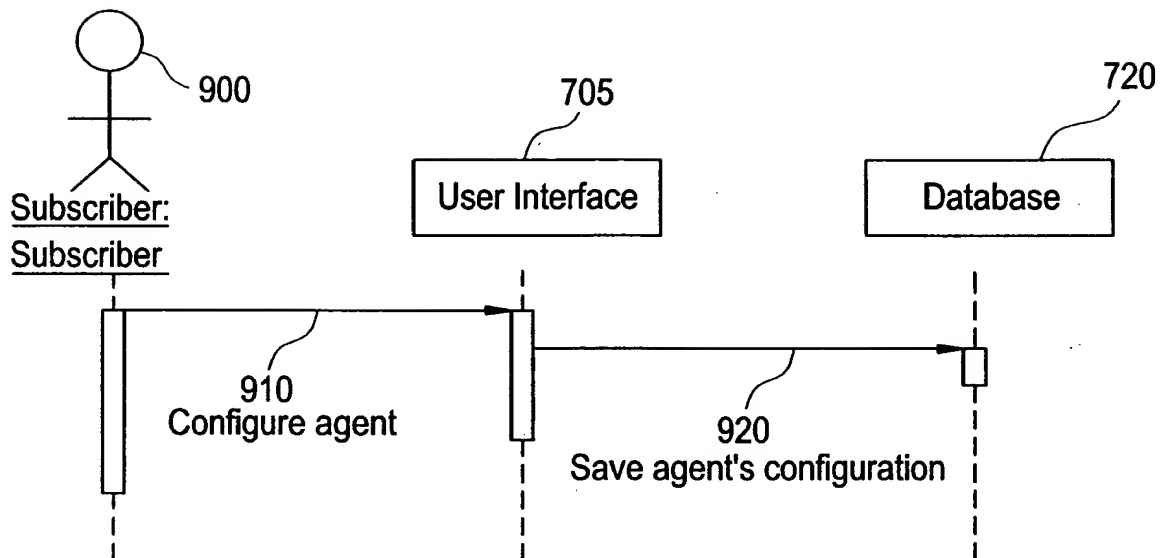 900
705
720
Subscriber:
Subscriber
User Interface
Database
910
Configure agent
920
Save agent's configuration